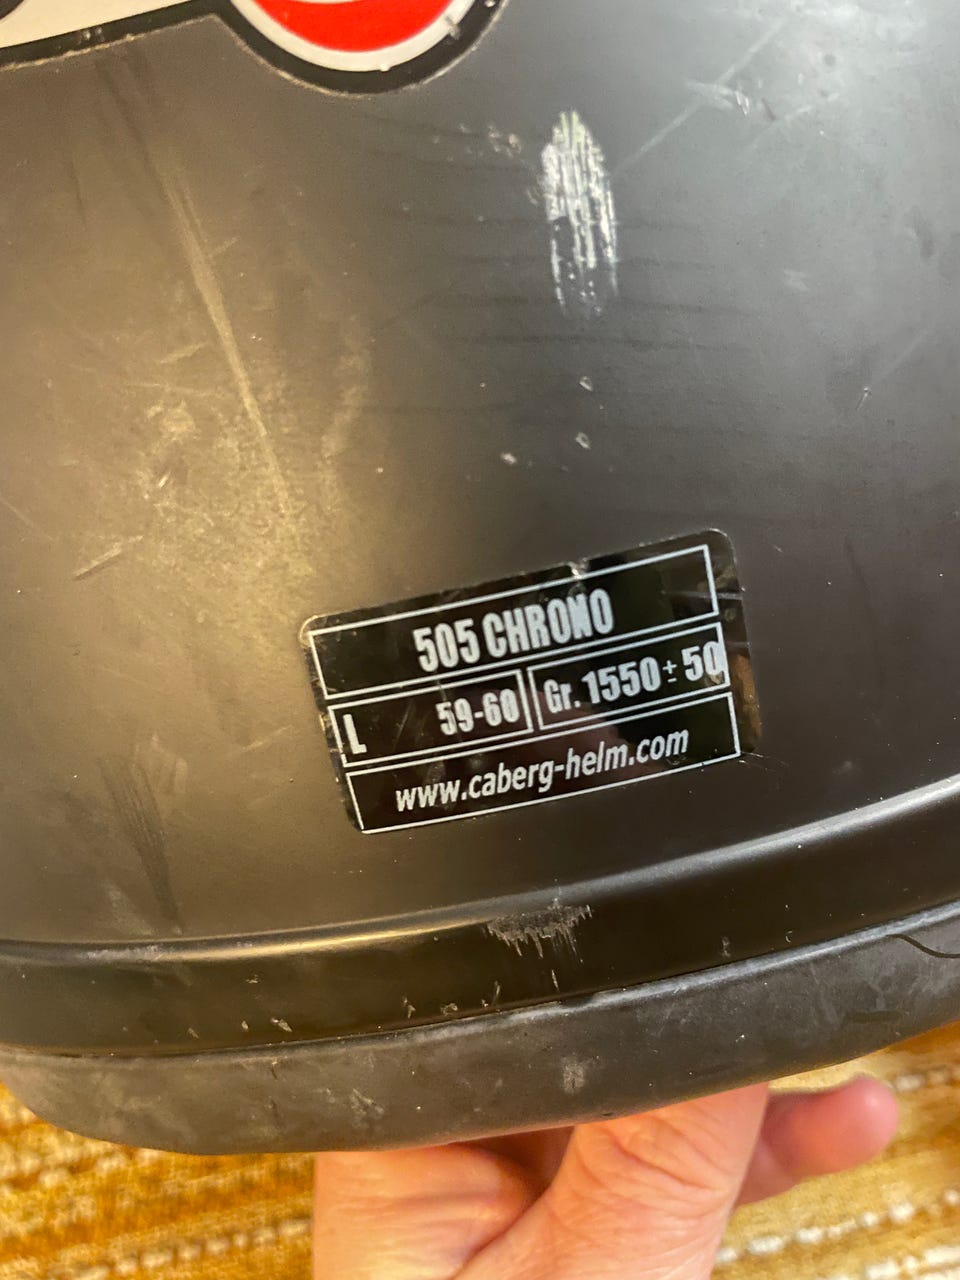 505 CHRONO
L 59-60 Gr. 1550 ± 50
www.caberg-helm.com